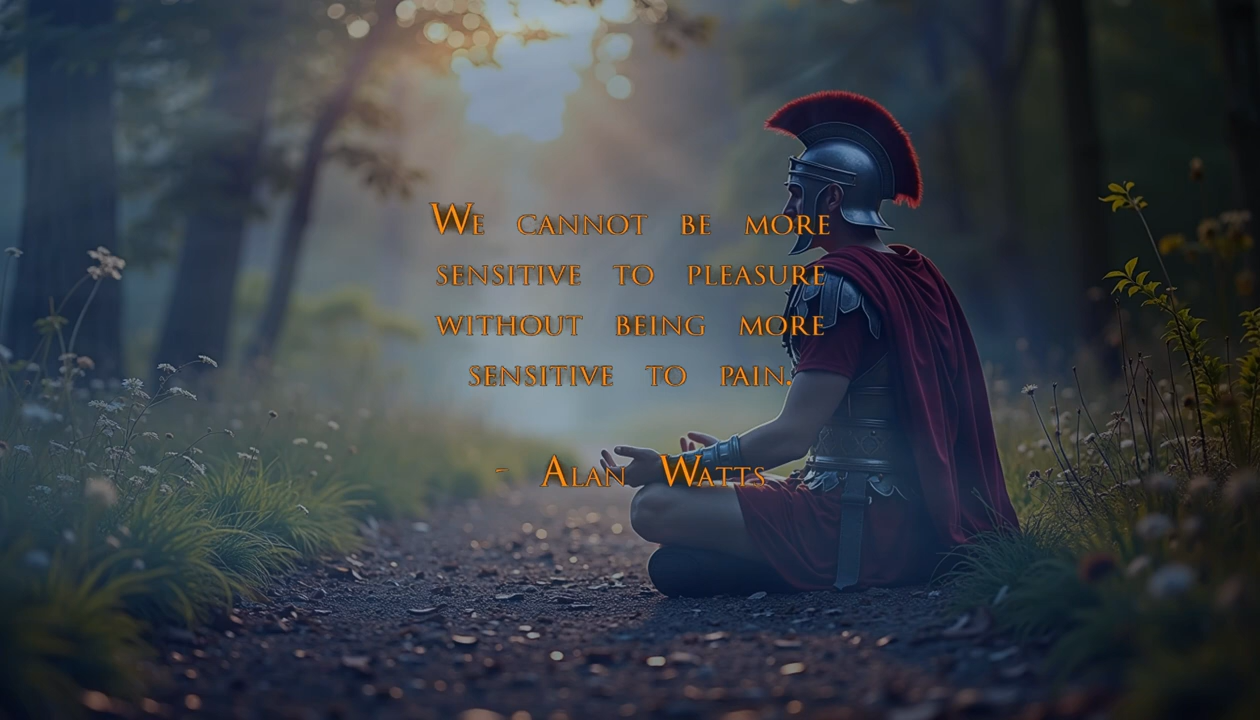 We cannot be more
sensitive to pleasure
without being more
sensitive to pain.
- Alan Watts